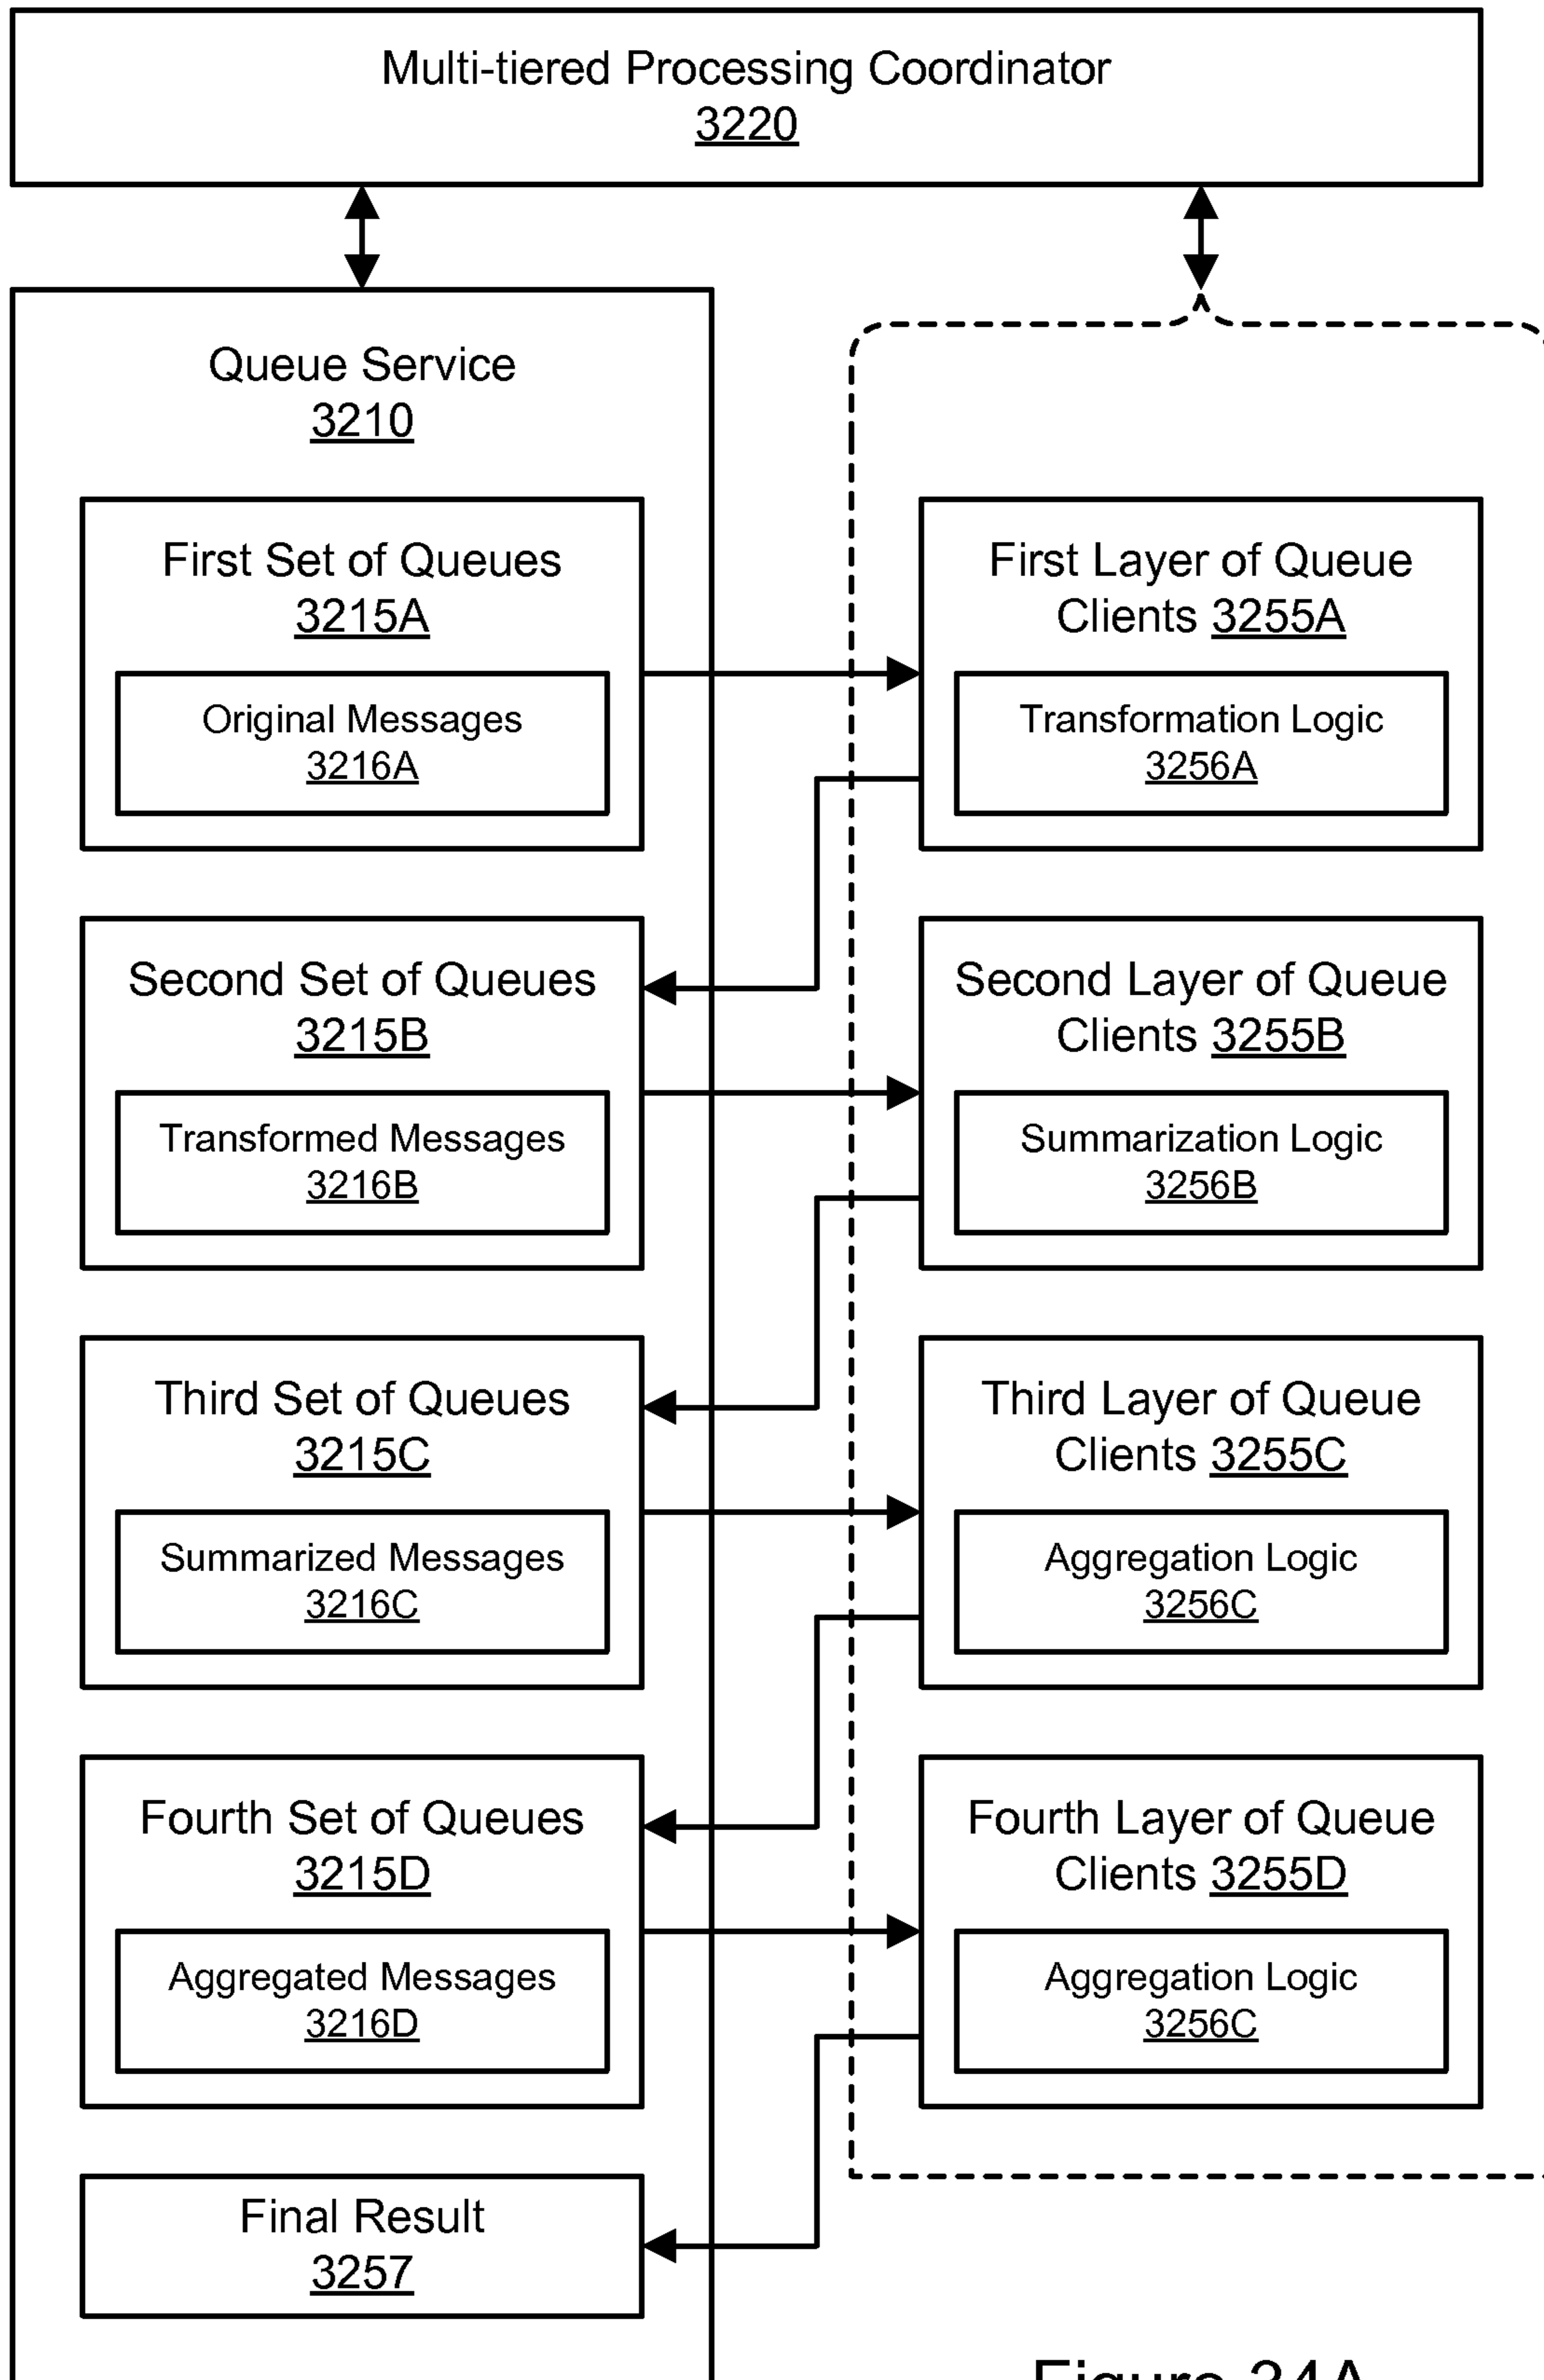 Multi-tiered Processing Coordinator
3220
Queue Service
3210
First Set of Queues
3215A
Original Messages
3216A
First Layer of Queue
Clients 3255A
Transformation Logic
3256A
Second Set of Queues
3215B
Transformed Messages
3216B
Second Layer of Queue
Clients 3255B
Summarization Logic
3256B
Third Set of Queues
3215C
Summarized Messages
3216C
Third Layer of Queue
Clients 3255C
Aggregation Logic
3256C
Fourth Set of Queues
3215D
Aggregated Messages
3216D
Fourth Layer of Queue
Clients 3255D
Aggregation Logic
3256C
Final Result
3257
Figure 34A